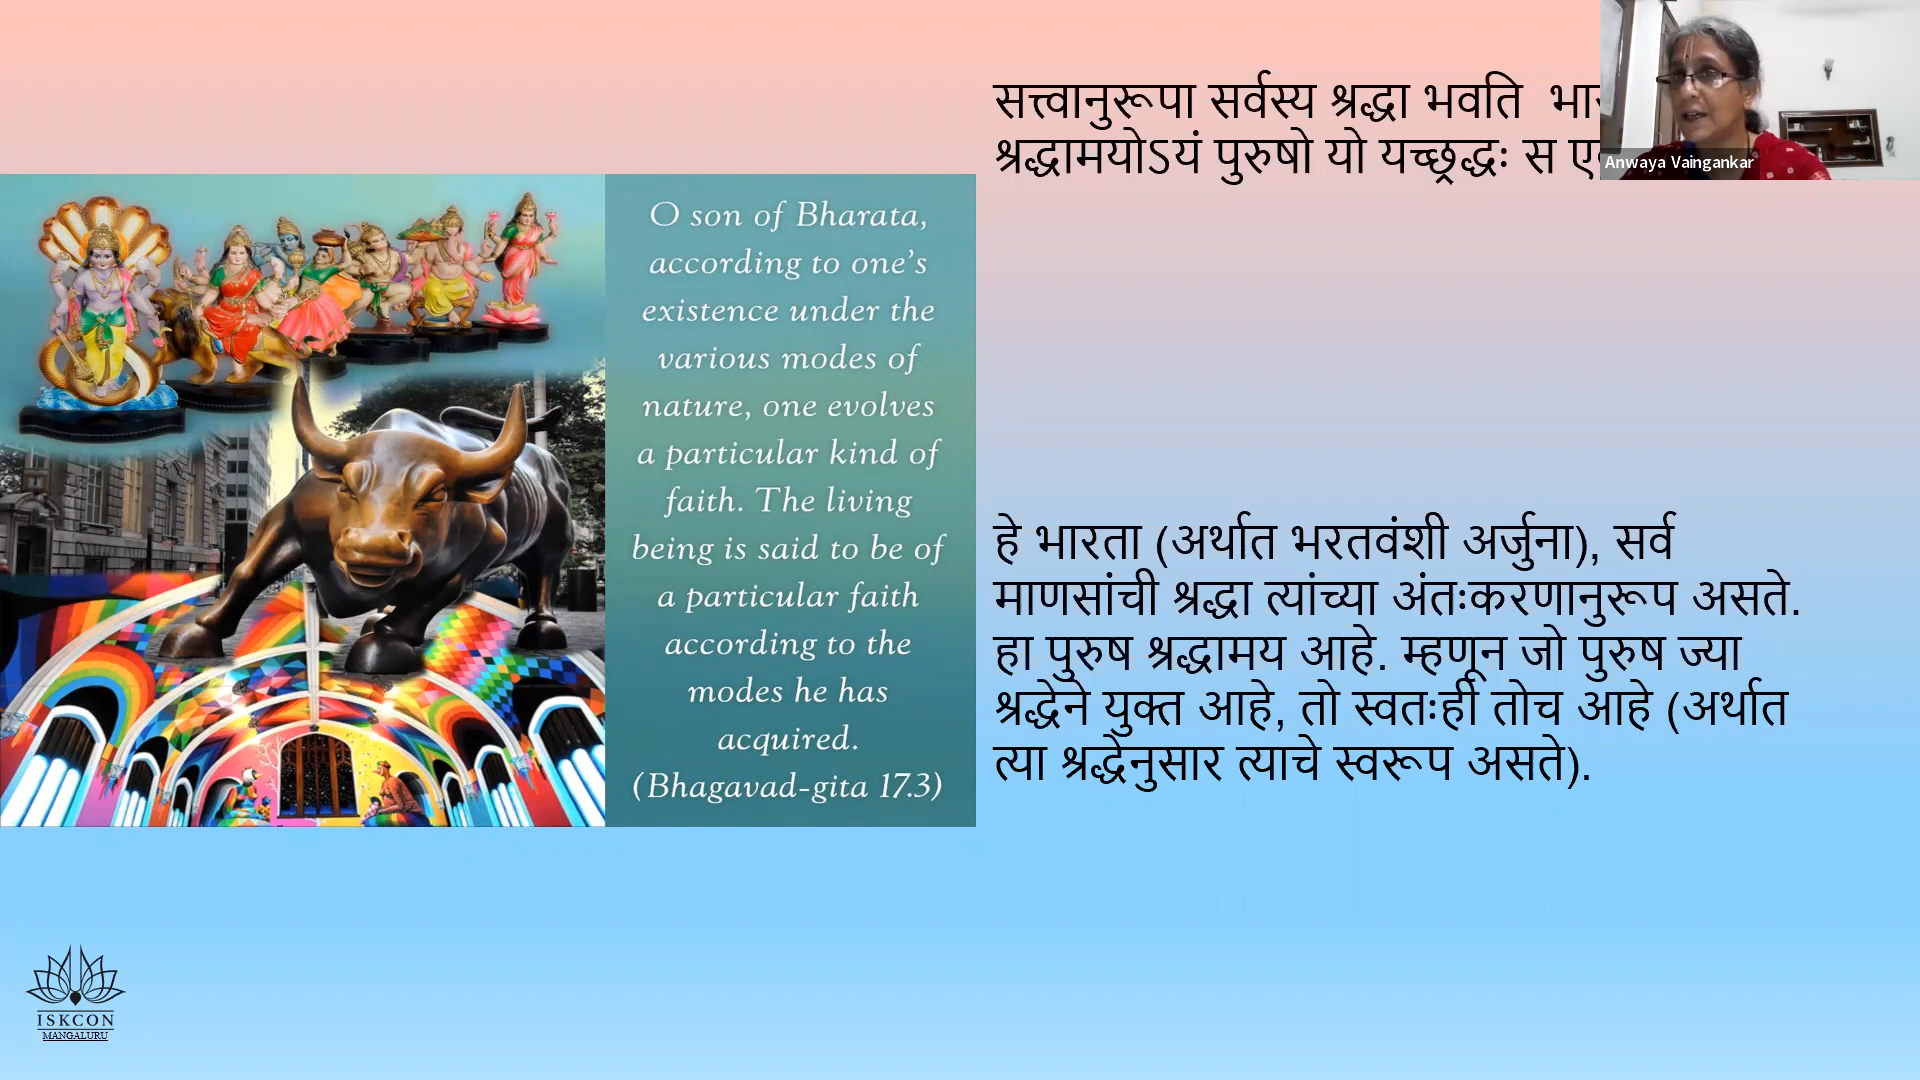 सत्त्वानुरूपा सर्वस्य श्रद्धा भवति
श्रद्धामयोऽयं पुरुषो यो यच्छ्रद्धः स
Anwaya Vaingankar
O son of Bharata,
according to one's
existence under the
various modes of
nature, one evolves
a particular kind of
faith. The living
being is said to be of
a particular faith
according to the
modes he has
acquired.
(Bhagavad-gita 17.3)
हे भारता (अर्थात भरतवंशी अर्जुना), सर्व
माणसांची श्रद्धा त्यांच्या अंतःकरणानुरूप असते.
हा पुरुष श्रद्धामय आहे. म्हणून जो पुरुष ज्या
श्रद्धेने युक्त आहे, तो स्वतःही तोच आहे (अर्थात
त्या श्रद्धेनुसार त्याचे स्वरूप असते).
ISKCON
MANGALURU